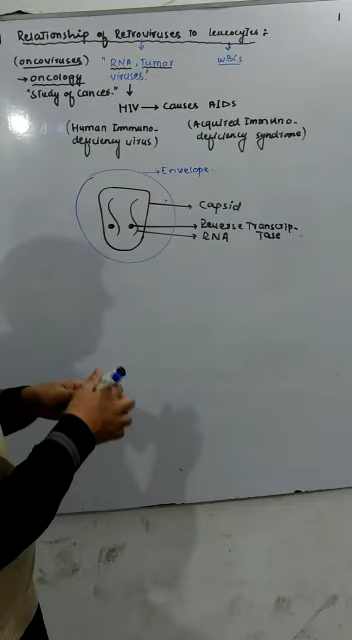 1
Relationship of Retroviruses to leucocytes:
(oncoviruses) "RNA, Tumor viruses." WBCs
→ oncology
"Study of Cancer."
HIV → causes AIDS
(Human Immuno-deficiency virus) (Acquired Immuno-deficiency syndrome)
→ Envelope.
Capsid
Reverse Transcrip-
RNA Tase